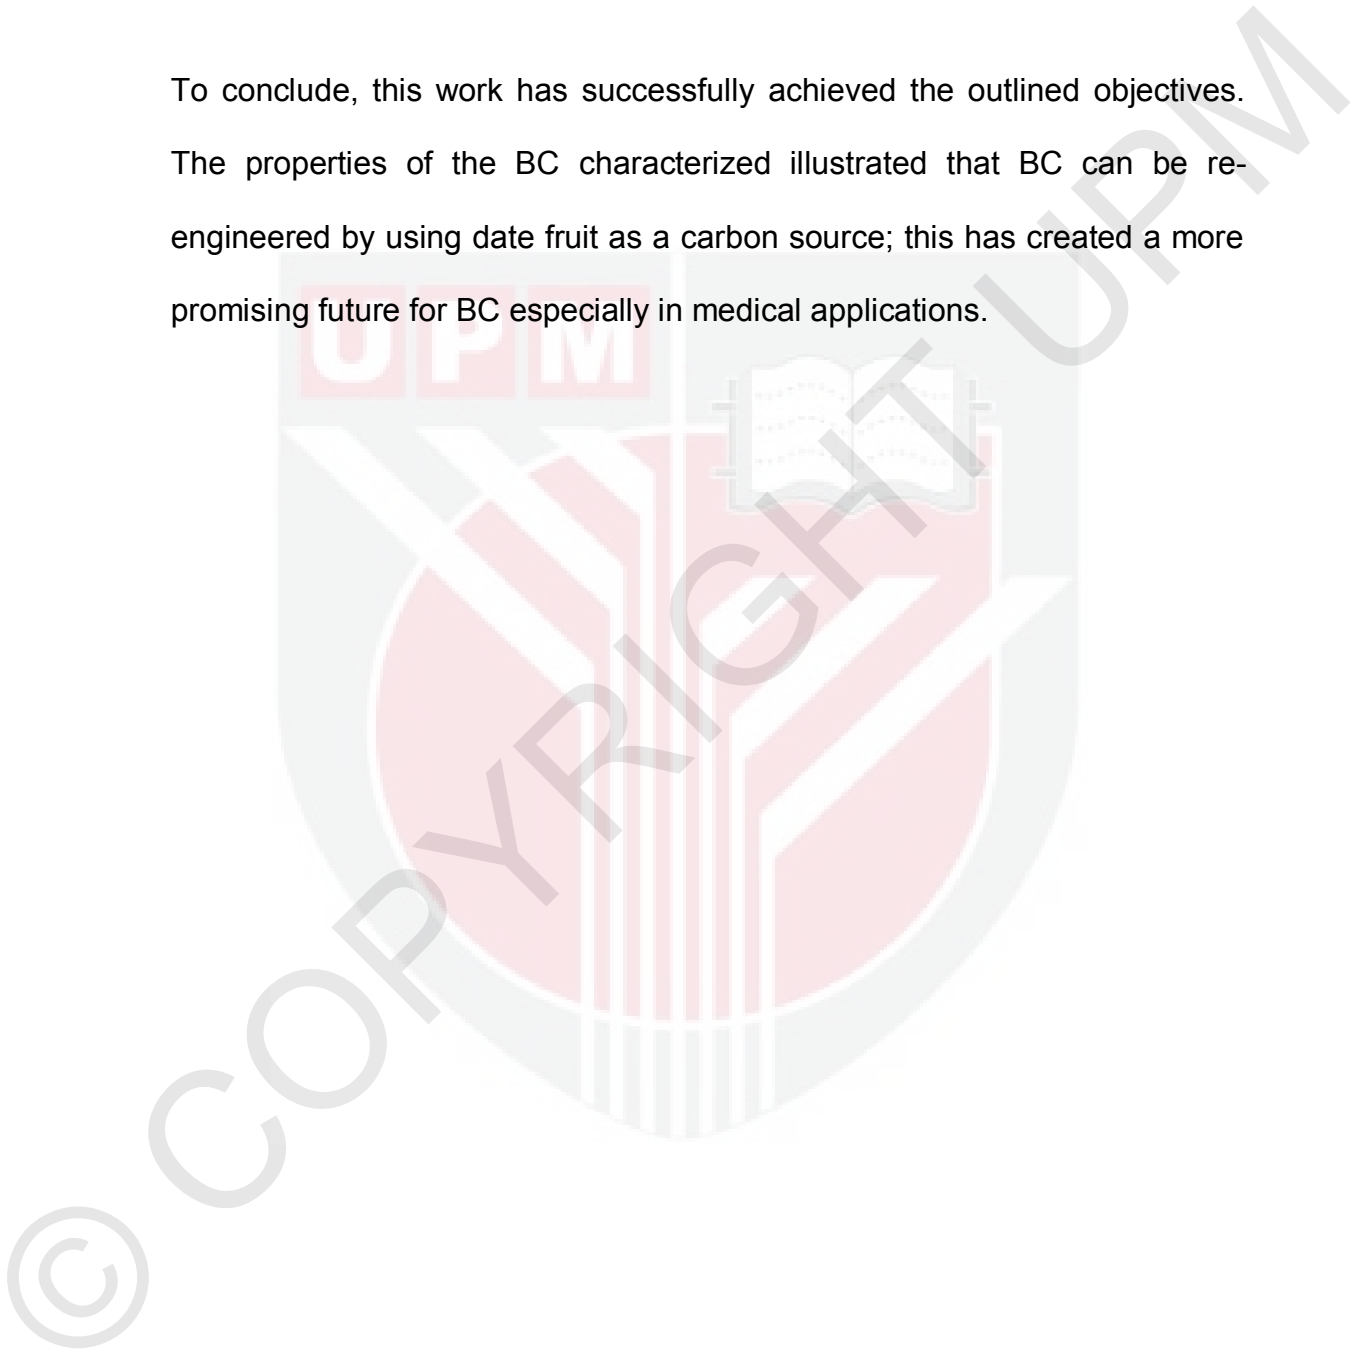 To conclude, this work has successfully achieved the outlined objectives.
The properties of the BC characterized illustrated that BC can be re-
engineered by using date fruit as a carbon source; this has created a more
promising future for BC especially in medical applications.
UPM
© COPYRIGHT UPM